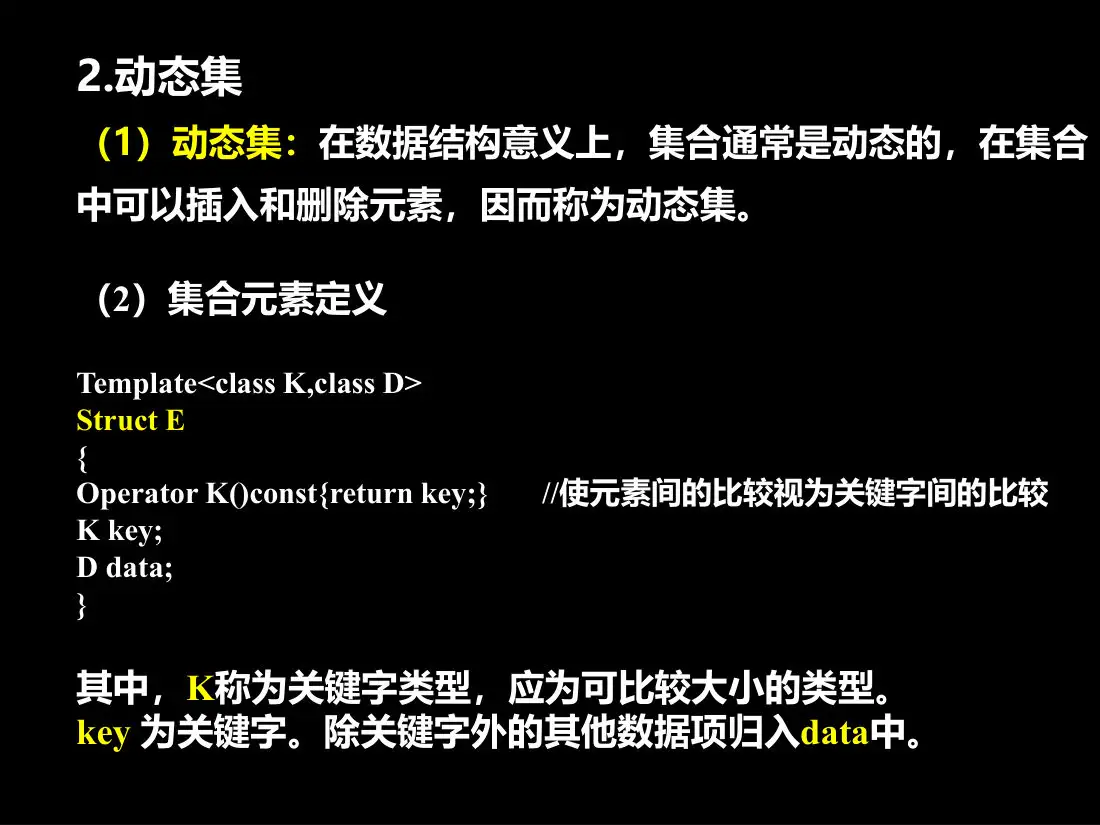 2.动态集
（1）动态集：在数据结构意义上，集合通常是动态的，在集合
中可以插入和删除元素，因而称为动态集。
（2）集合元素定义
Template<class K,class D>
Struct E
{
Operator K()const{return key;} //使元素间的比较视为关键字间的比较
K key;
D data;
}
其中，K称为关键字类型，应为可比较大小的类型。
key 为关键字。除关键字外的其他数据项归入data中。